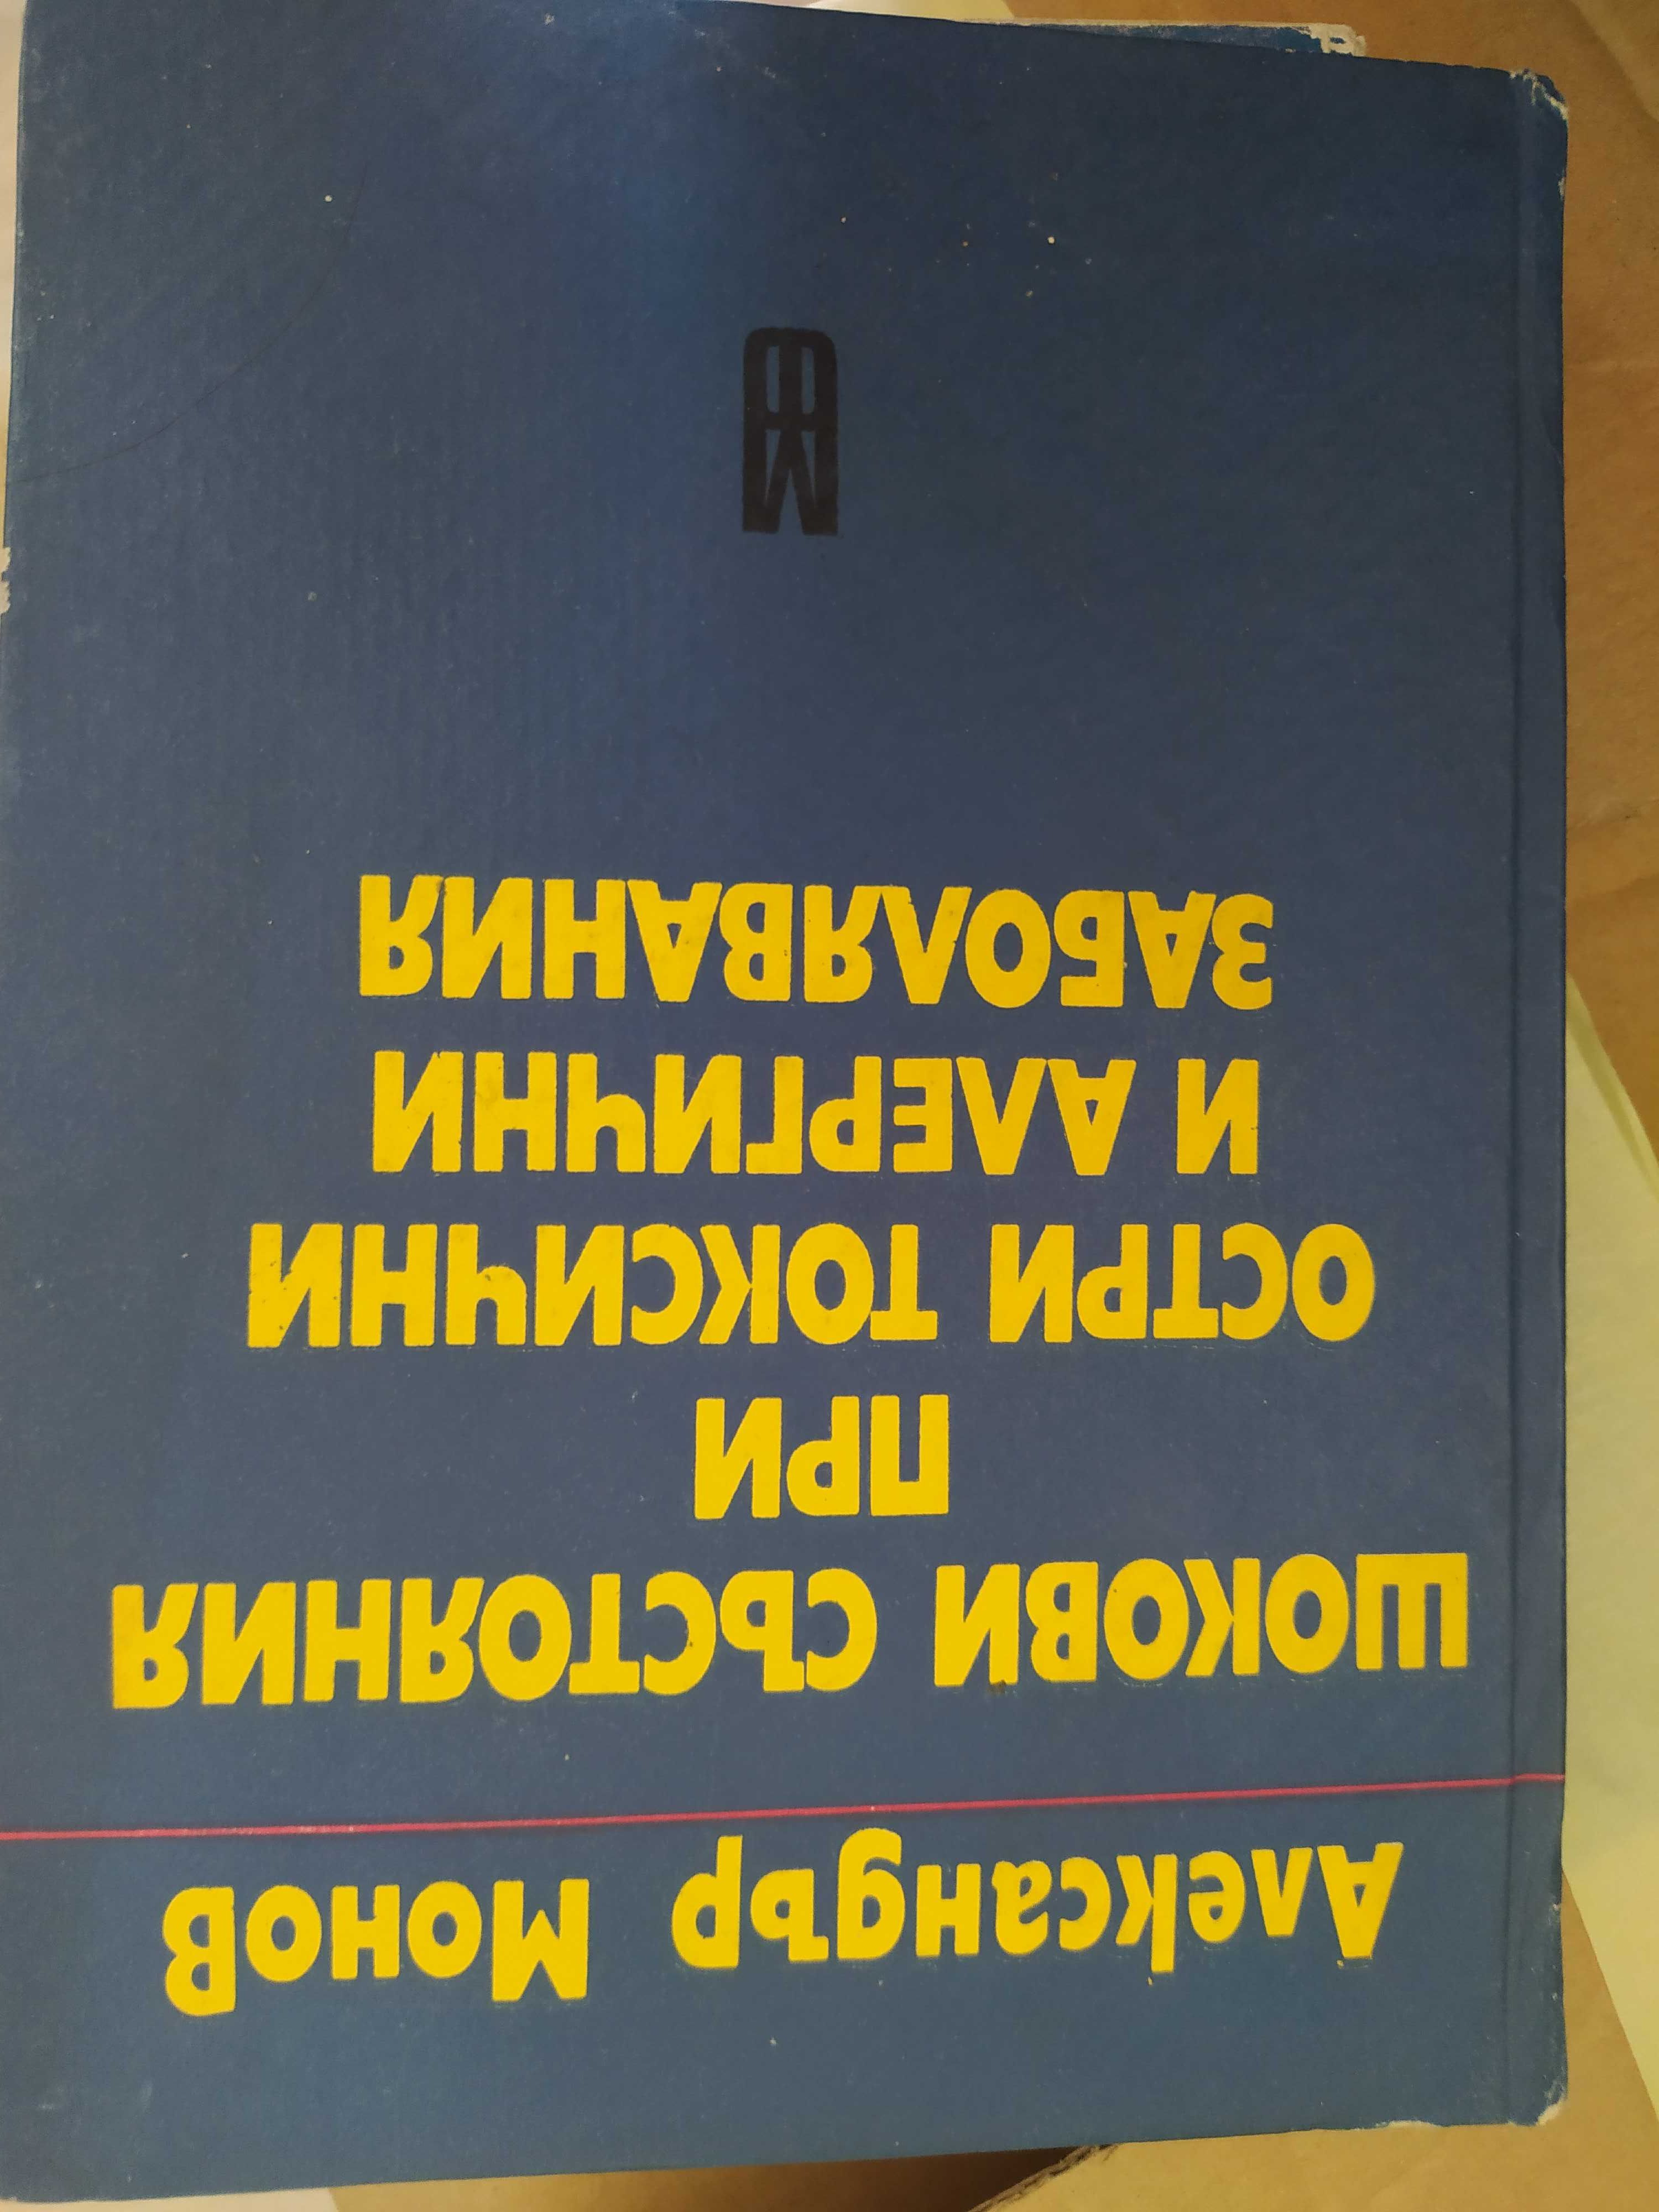 Александър Монов
ШОКОВИ СЪСТОЯНИЯ
ПРИ
ОСТРИ ТОКСИЧНИ
И АЛЕРГИЧНИ
ЗАБОЛЯВАНИЯ